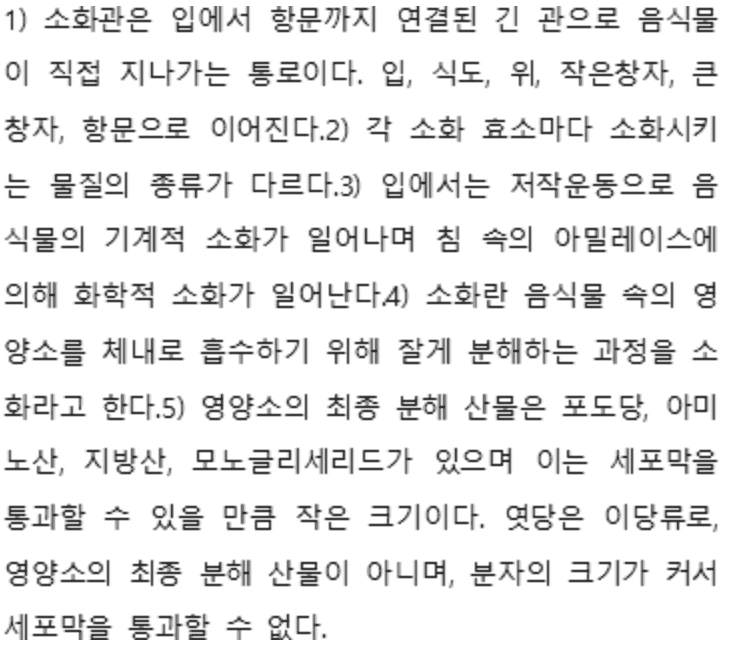 1) 소화관은 입에서 항문까지 연결된 긴 관으로 음식물
이 직접 지나가는 통로이다. 입, 식도, 위, 작은창자, 큰
창자, 항문으로 이어진다.2) 각 소화 효소마다 소화시키
는 물질의 종류가 다르다.3) 입에서는 저작운동으로 음
식물의 기계적 소화가 일어나며 침 속의 아밀레이스에
의해 화학적 소화가 일어난다.4) 소화란 음식물 속의 영
양소를 체내로 흡수하기 위해 잘게 분해하는 과정을 소
화라고 한다.5) 영양소의 최종 분해 산물은 포도당, 아미
노산, 지방산, 모노글리세리드가 있으며 이는 세포막을
통과할 수 있을 만큼 작은 크기이다. 엿당은 이당류로,
영양소의 최종 분해 산물이 아니며, 분자의 크기가 커서
세포막을 통과할 수 없다.